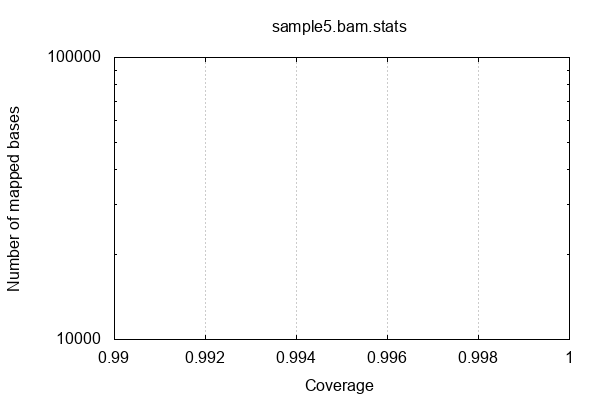 sample5.bam.stats
100000
Number of mapped bases
10000
0.99 0.992 0.994 0.996 0.998 1
Coverage